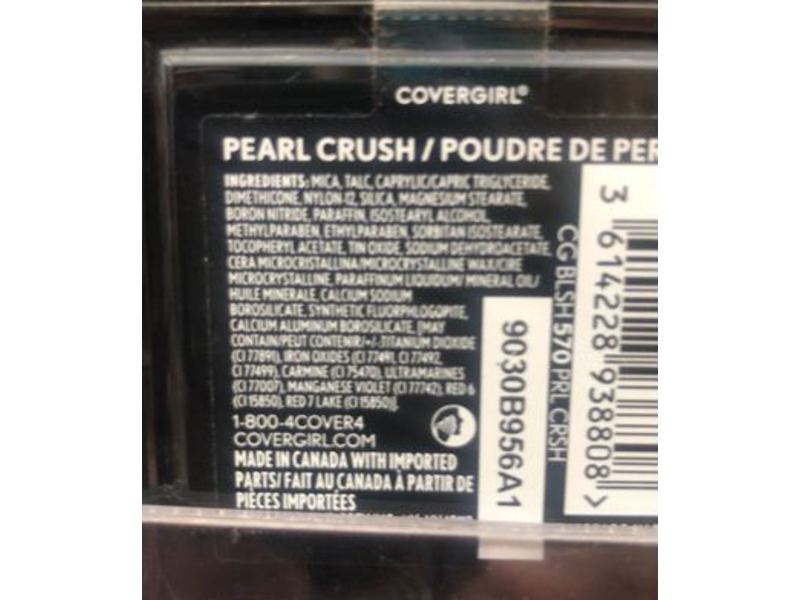 COVERGIRL®
PEARL CRUSH / POUDRE DE PER
INGREDIENTS: MICA, TALC, CAPRYLIC/CAPRIC TRIGLYCERIDE,
DIMETHICONE, NYLON-12, SILICA, MAGNESIUM STEARATE,
BORON NITRIDE, PARAFFIN, ISOSTEARYL ALCOHOL,
METHYLPARABEN, ETHYLPARABEN, SORBITAN ISOSTEARATE,
TOCOPHERYL ACETATE, TIN OXIDE, SODIUM DEHYDROACETATE,
CERA MICROCRISTALLINA/MICROCRYSTALLINE WAX/CIRE
MICROCRYSTALLINE, PARAFFINUM LIQUIDUM/ MINERAL OIL/
HUILE MINERALE, CALCIUM SODIUM
BOROSILICATE, SYNTHETIC FLUORPHLOGOPITE,
CALCIUM ALUMINUM BOROSILICATE, [MAY
CONTAIN/PEUT CONTENIR/+/-TITANIUM DIOXIDE
(CI 77891), IRON OXIDES (CI 77491, CI 77492,
CI 77499), CARMINE (CI 75470), ULTRAMARINES
(CI 77007), MANGANESE VIOLET (CI 77742), RED 6
(CI 15850), RED 7 LAKE (CI 15850)].
1-800-4COVER4
COVERGIRL.COM
MADE IN CANADA WITH IMPORTED
PARTS/ FAIT AU CANADA À PARTIR DE
PIÈCES IMPORTÉES
9030B956A1
CG BLSH 570 PRL CRSH
3 614228 938808 >